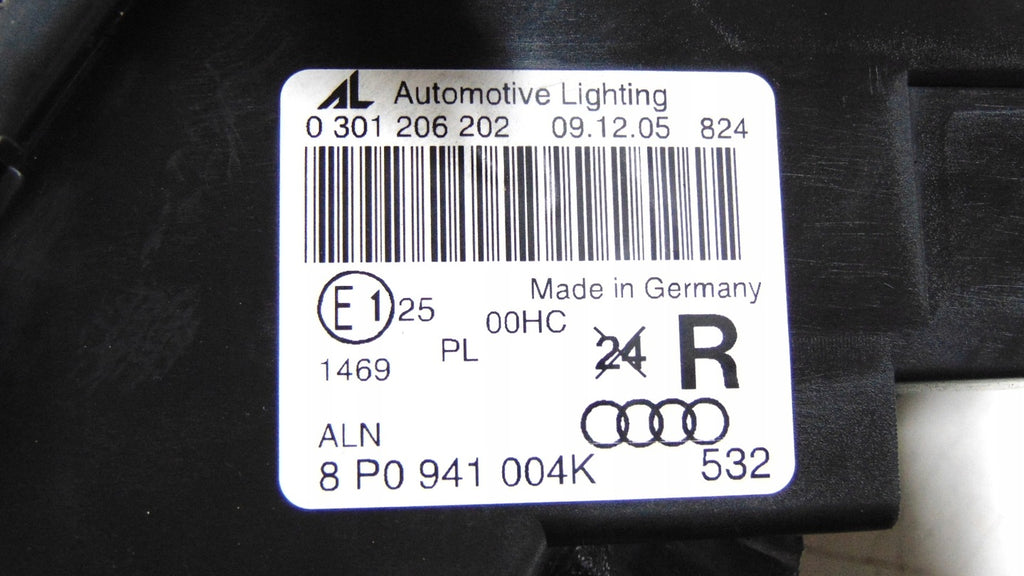 AL Automotive Lighting
0 301 206 202 09.12.05 824
Made in Germany
E1 25 00HC
24 R
1469 PL
ALN
8 P0 941 004K 532